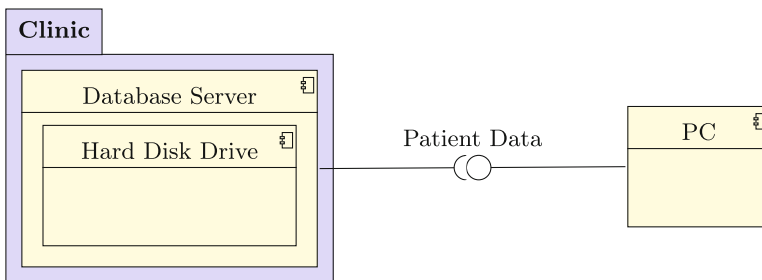 Clinic
Database Server
Hard Disk Drive
Patient Data
PC